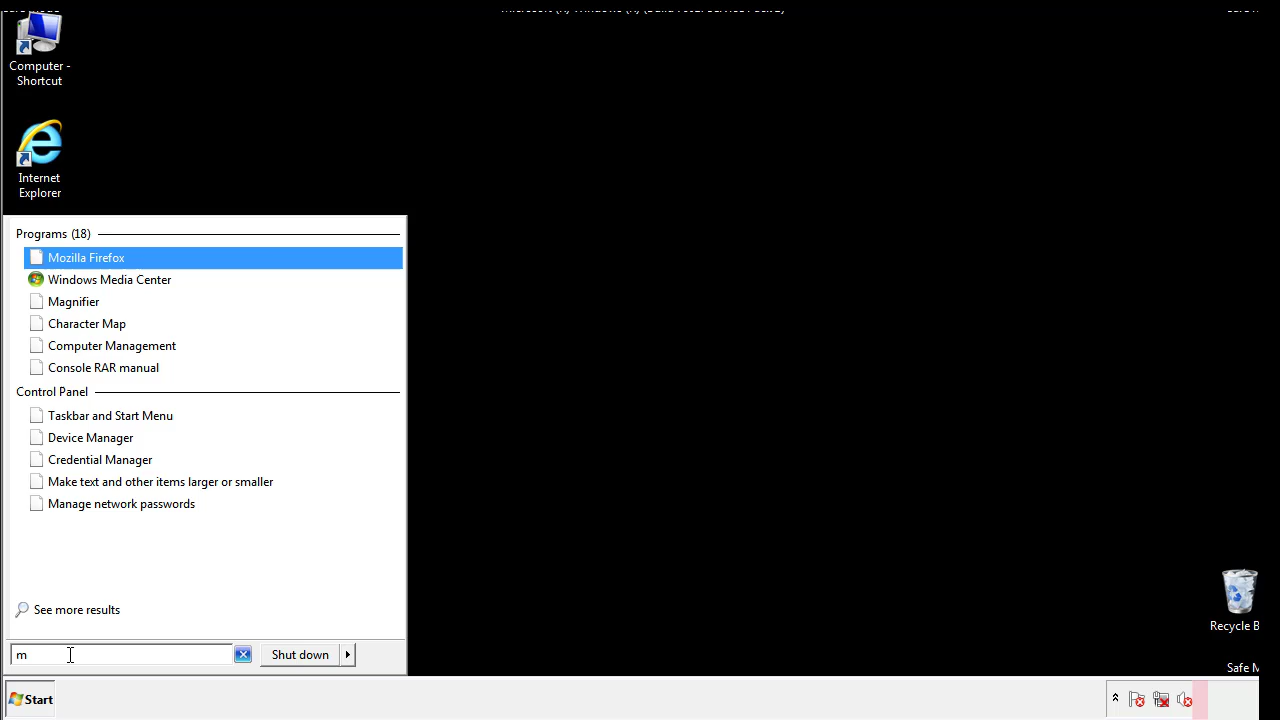 Computer -
Shortcut
Internet
Explorer
Programs (18)
Mozilla Firefox
Windows Media Center
Magnifier
Character Map
Computer Management
Console RAR manual
Control Panel
Taskbar and Start Menu
Device Manager
Credential Manager
Make text and other items larger or smaller
Manage network passwords
See more results
m
Shut down
Recycle B
Safe M
Start